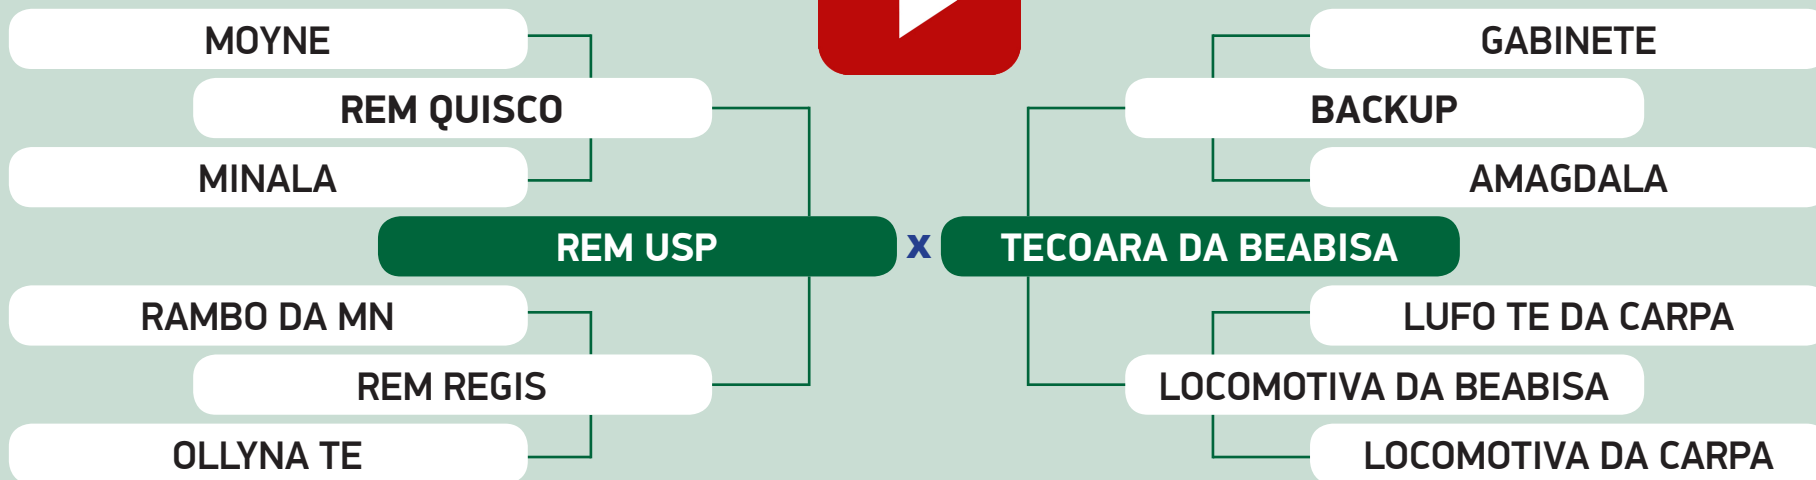 MOYNE
GABINETE
REM QUISCO
BACKUP
MINALA
AMAGDALA
REM USP x TECOARA DA BEABISA
RAMBO DA MN
LUFO TE DA CARPA
REM REGIS
LOCOMOTIVA DA BEABISA
OLLYNA TE
LOCOMOTIVA DA CARPA